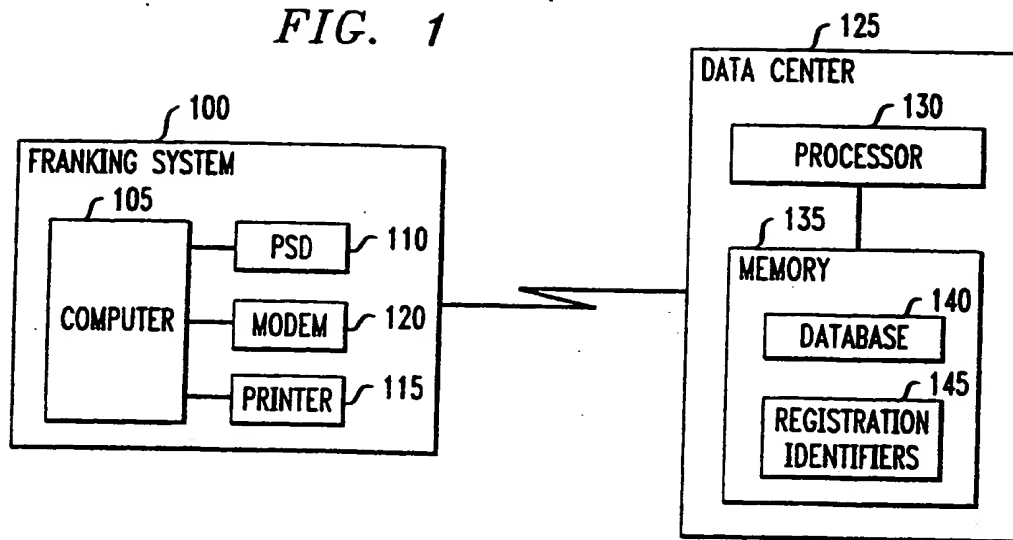 FIG. 1
100
FRANKING SYSTEM
105
COMPUTER
PSD
110
MODEM
120
PRINTER
115
125
DATA CENTER
130
PROCESSOR
135
MEMORY
140
DATABASE
145
REGISTRATION
IDENTIFIERS